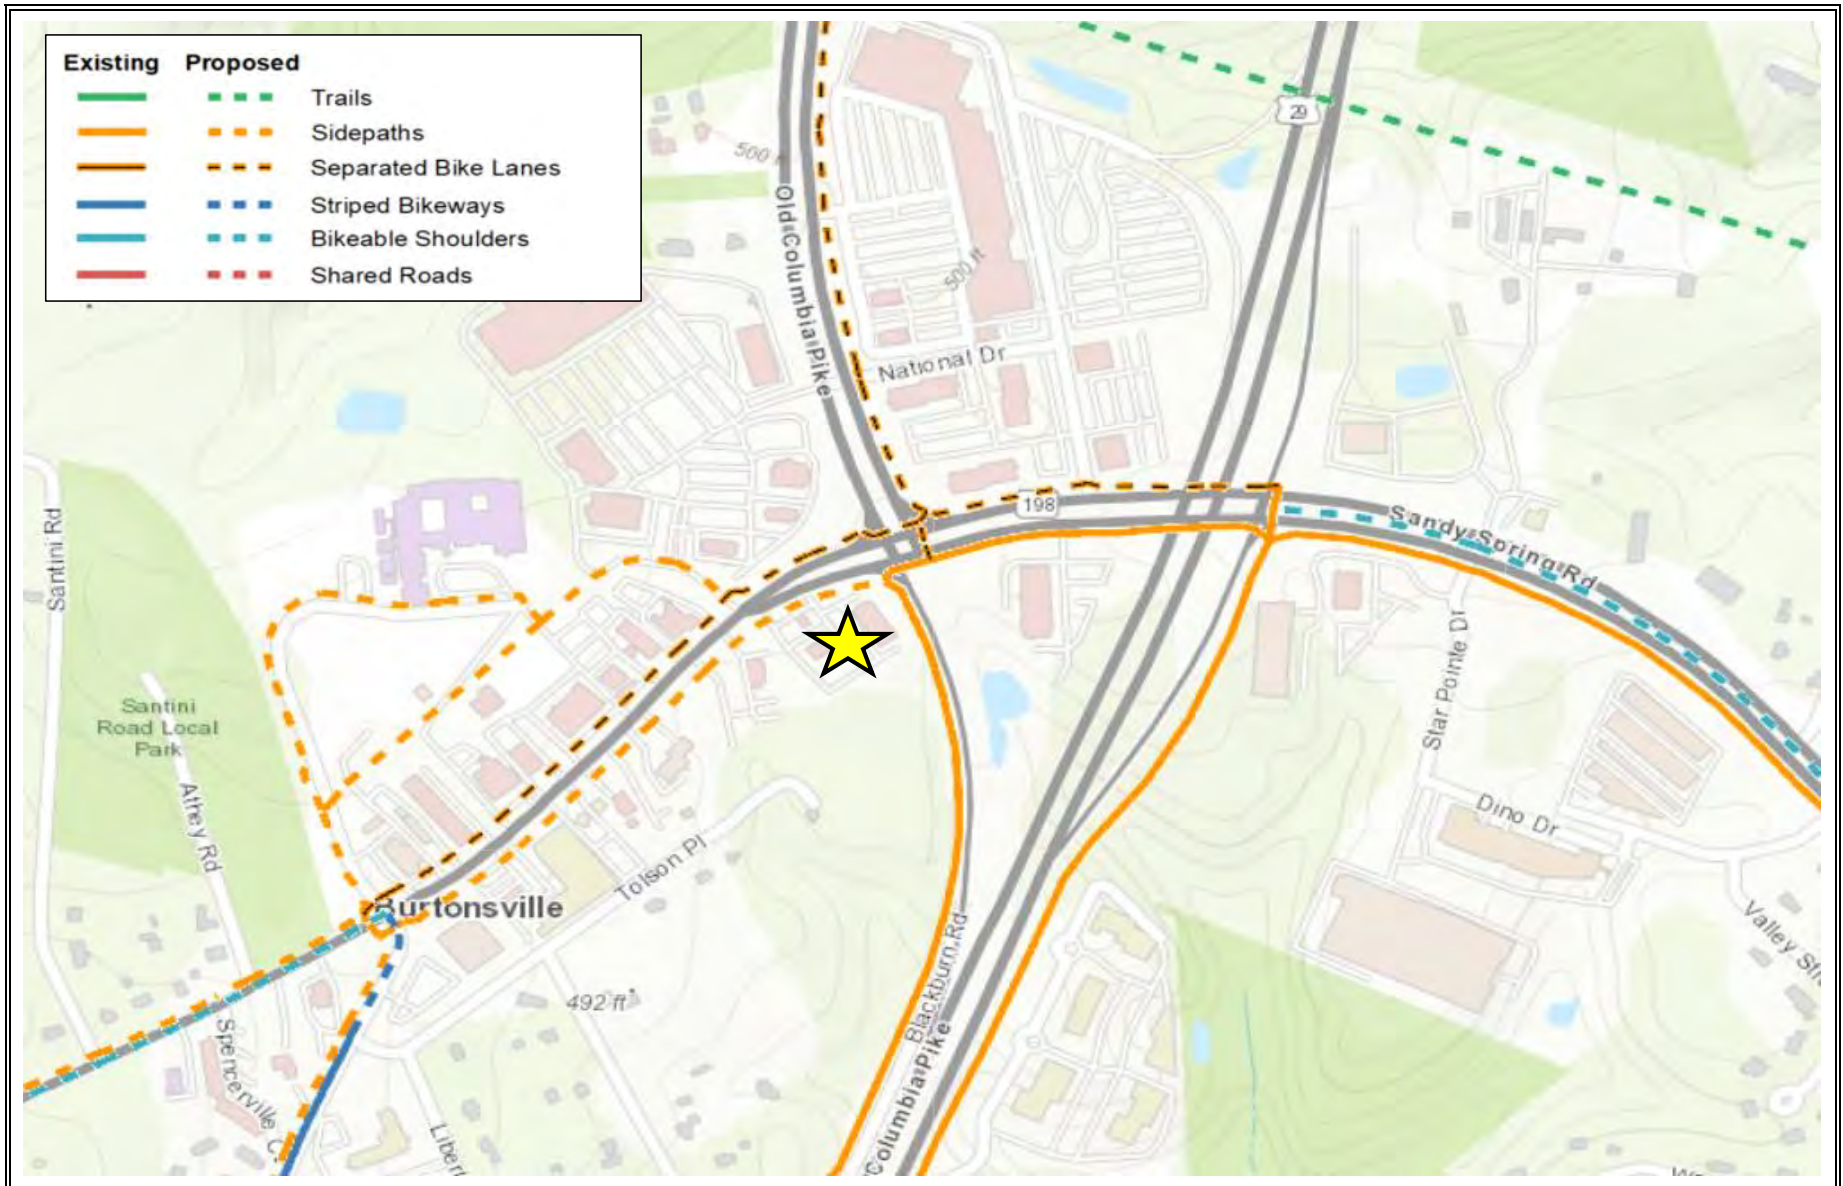 Existing Proposed
Trails
Sidepaths
Separated Bike Lanes
Striped Bikeways
Bikeable Shoulders
Shared Roads
29
500
Old Columbia Pike
500 ft
National Dr
198
Sandy Spring Rd
Santini Rd
Santini
Road Local
Park
Athey Rd
Star Pointe Dr
Tolson Pl
Dino Dr
Burtonsville
Valley
492 ft
Blackburn Rd
Columbia Pike
Spencerville
Libert